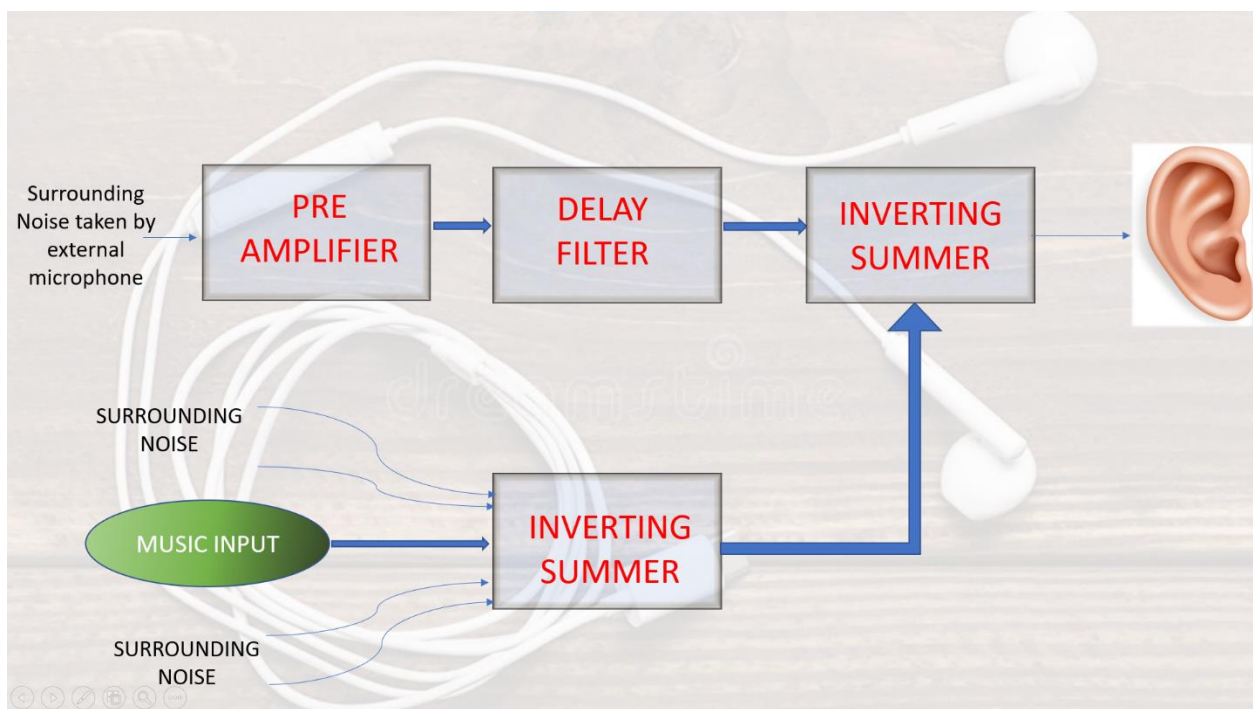 Surrounding
Noise taken by
external
microphone
PRE
AMPLIFIER
DELAY
FILTER
INVERTING
SUMMER
dreamstime
SURROUNDING
NOISE
MUSIC INPUT
INVERTING
SUMMER
SURROUNDING
NOISE